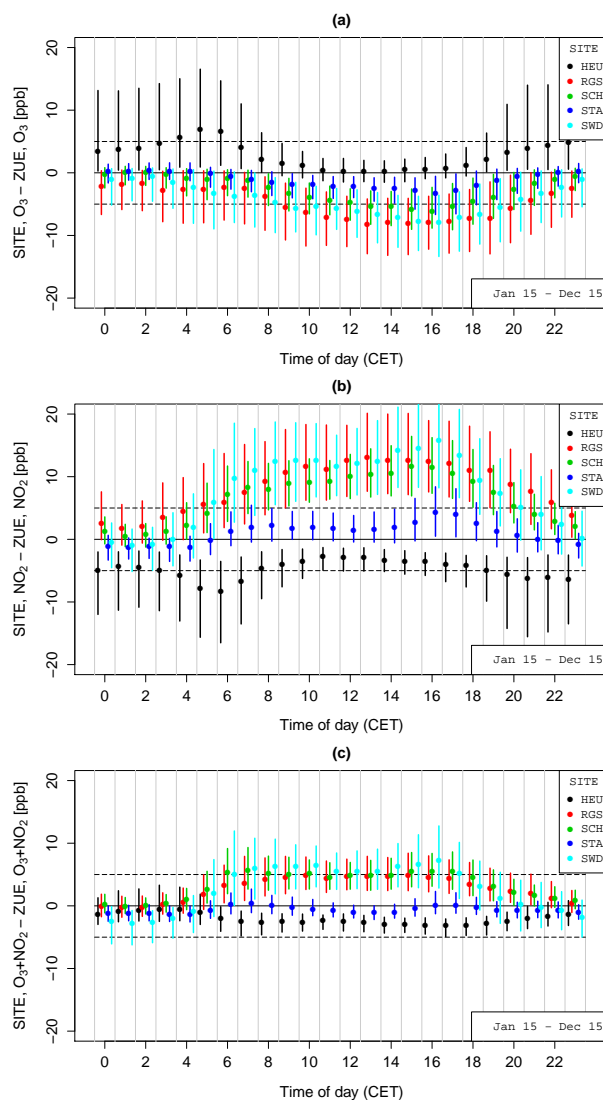 (a)
SITE, O3 − ZUE, O3 [ppb]
20
10
0
−10
−20
SITE
HEU
RGS
SCH
STA
SWD
Jan 15 − Dec 15
0 2 4 6 8 10 12 14 16 18 20 22
Time of day (CET)
(b)
SITE, NO2 − ZUE, NO2 [ppb]
20
10
0
−10
−20
SITE
HEU
RGS
SCH
STA
SWD
Jan 15 − Dec 15
0 2 4 6 8 10 12 14 16 18 20 22
Time of day (CET)
(c)
SITE, O3+NO2 − ZUE, O3+NO2 [ppb]
20
10
0
−10
−20
SITE
HEU
RGS
SCH
STA
SWD
Jan 15 − Dec 15
0 2 4 6 8 10 12 14 16 18 20 22
Time of day (CET)